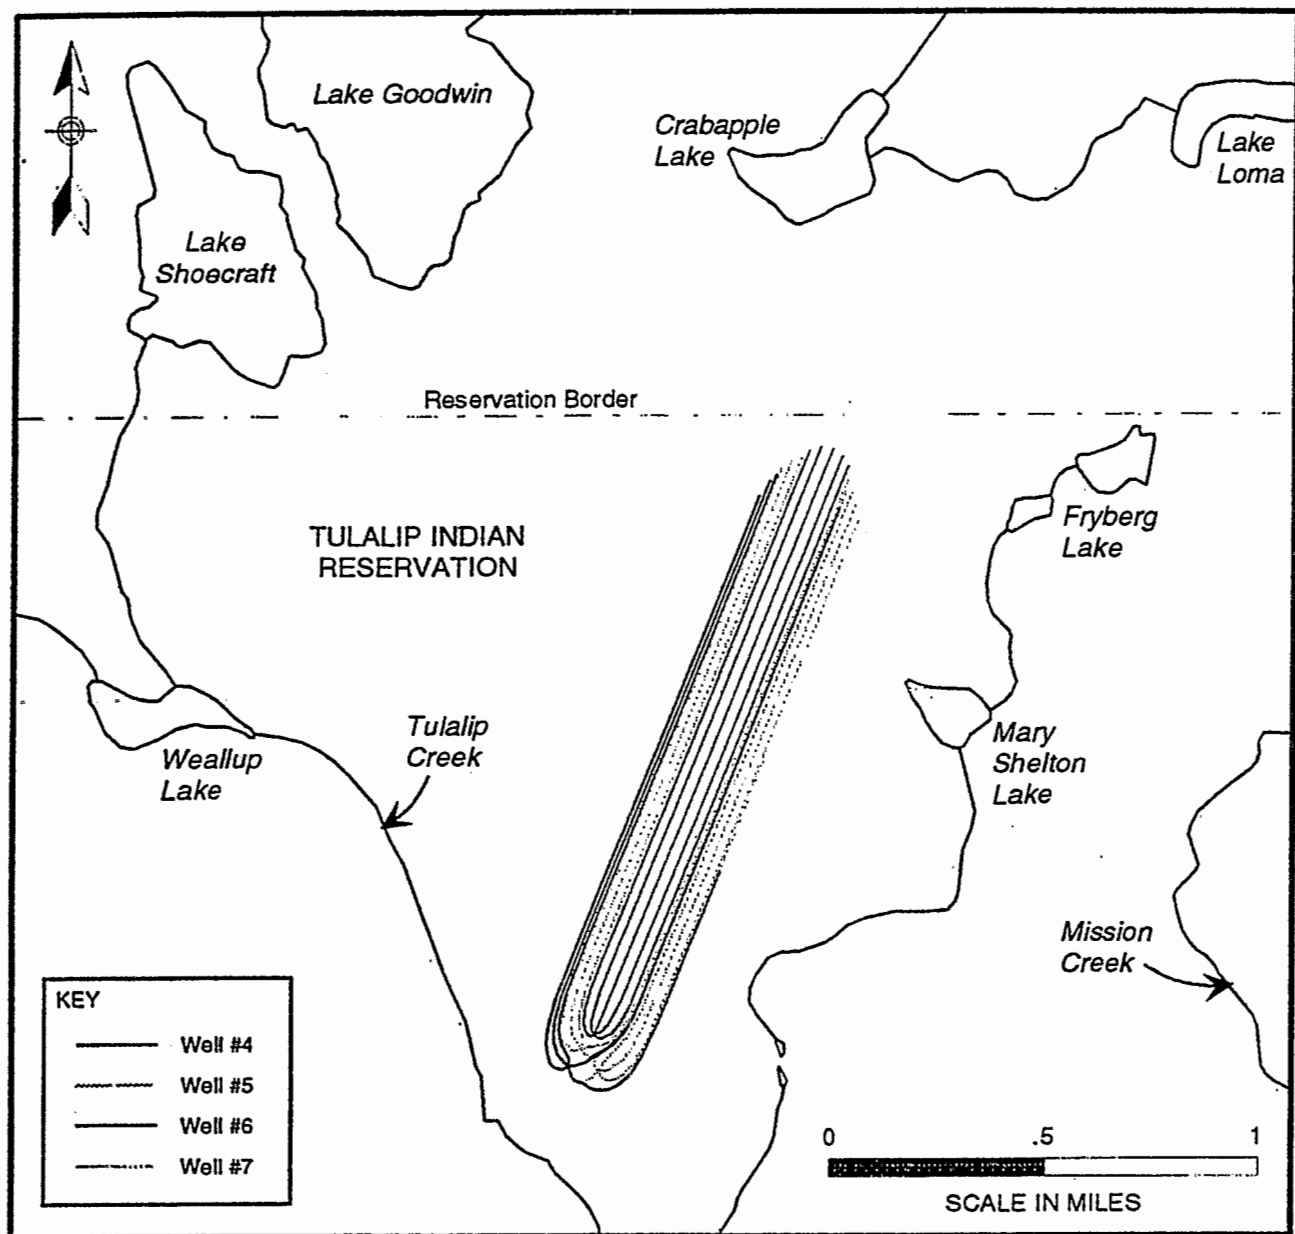 Lake Goodwin
Crabapple
Lake
Lake
Loma
Lake
Shoecraft
Reservation Border
TULALIP INDIAN
RESERVATION
Fryberg
Lake
Tulalip
Creek
Mary
Shelton
Lake
Weallup
Lake
Mission
Creek
KEY
Well #4
Well #5
Well #6
Well #7
0 .5 1
SCALE IN MILES